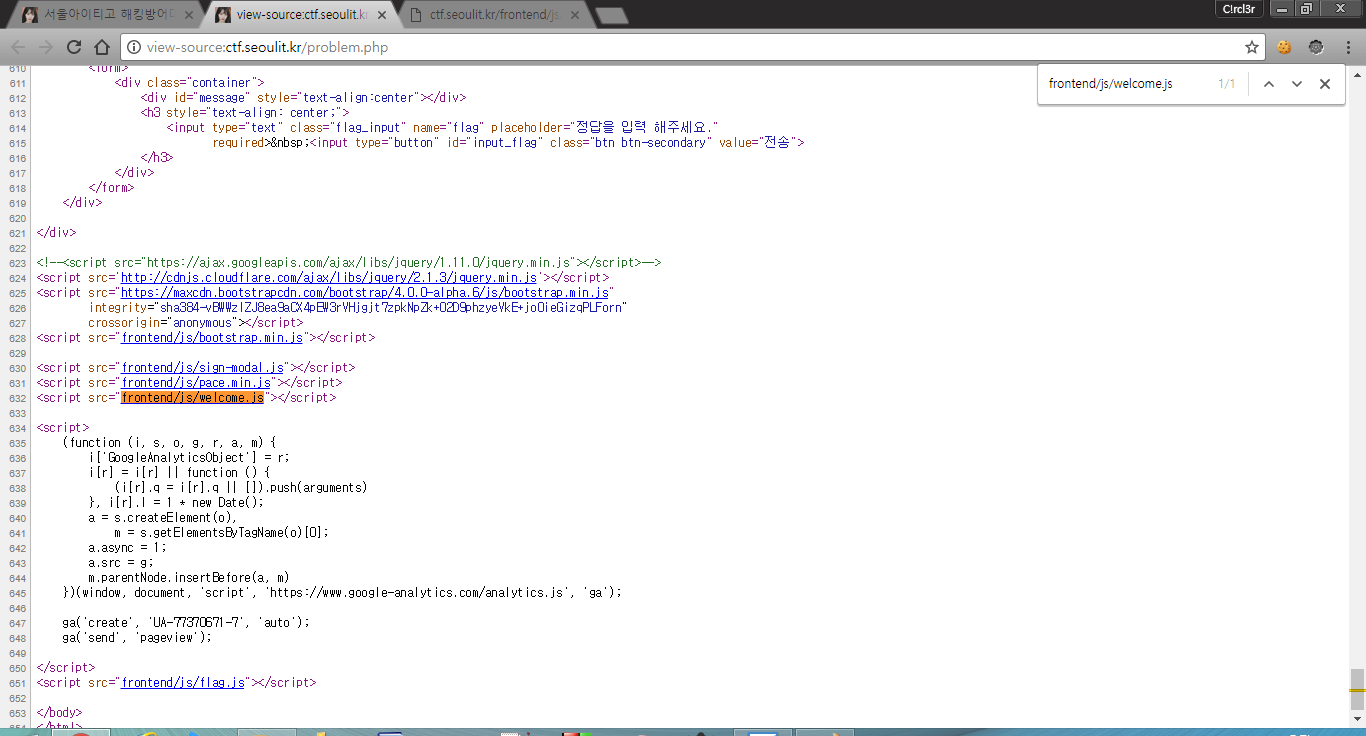 서울아이티고 해킹방어대
view-source:ctf.seoulit.kr
ctf.seoulit.kr/frontend/js
C!rcl3r
view-source:ctf.seoulit.kr/problem.php
frontend/js/welcome.js 1/1
610 <form>
611 <div class="container">
612 <div id="message" style="text-align:center"></div>
613 <h3 style="text-align: center;">
614 <input type="text" class="flag_input" name="flag" placeholder="정답을 입력 해주세요."
615 required>&nbsp;<input type="button" id="input_flag" class="btn btn-secondary" value="전송">
616 </h3>
617 </div>
618 </form>
619 </div>
620
621 </div>
622
623 <!--<script src="https://ajax.googleapis.com/ajax/libs/jquery/1.11.0/jquery.min.js"></script>-->
624 <script src='http://cdnjs.cloudflare.com/ajax/libs/jquery/2.1.3/jquery.min.js'></script>
625 <script src="https://maxcdn.bootstrapcdn.com/bootstrap/4.0.0-alpha.6/js/bootstrap.min.js"
626 integrity="sha384-vBWWzlZJ8ea9aCX4pEW3rVHjgjt7zpkNpZk+02D9phzyeVkE+jo0ieGizqPLForn"
627 crossorigin="anonymous"></script>
628 <script src="frontend/js/bootstrap.min.js"></script>
629
630 <script src="frontend/js/sign-modal.js"></script>
631 <script src="frontend/js/pace.min.js"></script>
632 <script src="frontend/js/welcome.js"></script>
633
634 <script>
635 (function (i, s, o, g, r, a, m) {
636 i['GoogleAnalyticsObject'] = r;
637 i[r] = i[r] || function () {
638 (i[r].q = i[r].q || []).push(arguments)
639 }, i[r].l = 1 * new Date();
640 a = s.createElement(o),
641 m = s.getElementsByTagName(o)[0];
642 a.async = 1;
643 a.src = g;
644 m.parentNode.insertBefore(a, m)
645 })(window, document, 'script', 'https://www.google-analytics.com/analytics.js', 'ga');
646
647 ga('create', 'UA-77370671-7', 'auto');
648 ga('send', 'pageview');
649
650 </script>
651 <script src="frontend/js/flag.js"></script>
652
653 </body>
654 </html>